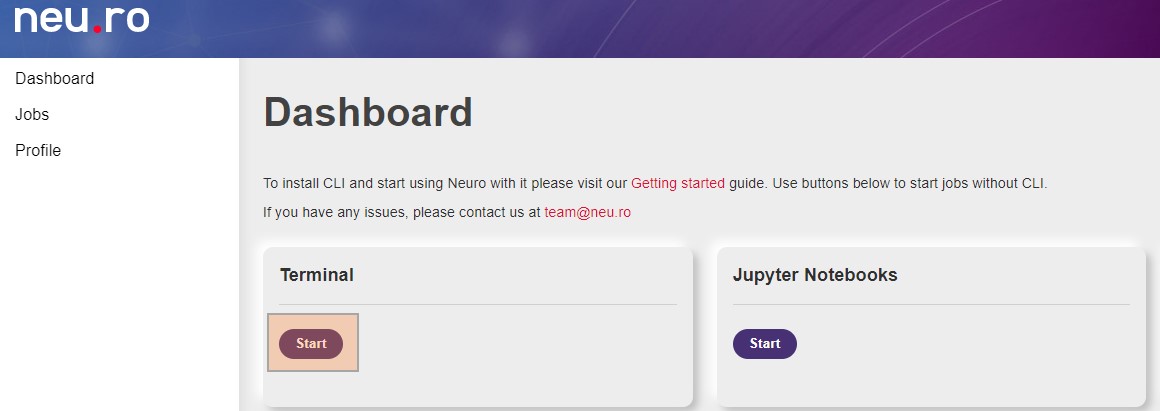 neu.ro
Dashboard
Jobs
Profile
Dashboard
To install CLI and start using Neuro with it please visit our Getting started guide. Use buttons below to start jobs without CLI.
If you have any issues, please contact us at team@neu.ro
Terminal
Start
Jupyter Notebooks
Start